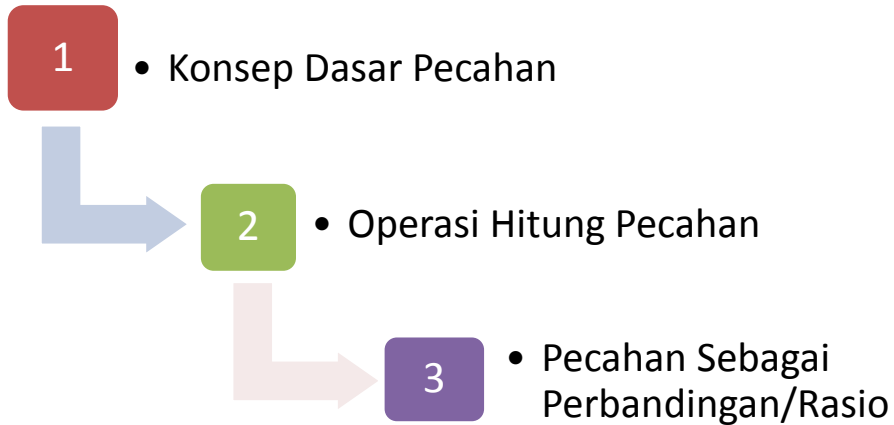 1
• Konsep Dasar Pecahan
2
• Operasi Hitung Pecahan
3
• Pecahan Sebagai
Perbandingan/Rasio